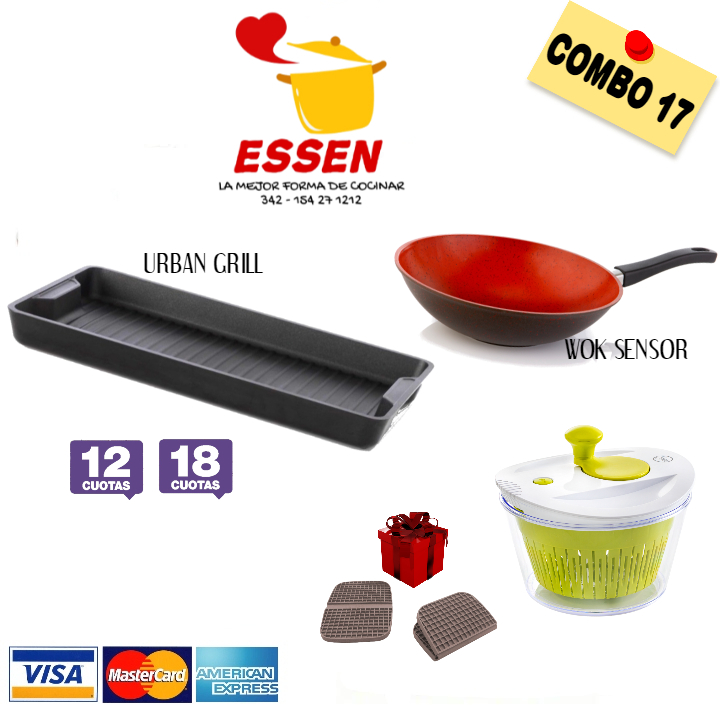 COMBO 17
ESSEN
LA MEJOR FORMA DE COCINAR
342 - 154 27 1212
URBAN GRILL
WOK SENSOR
12
CUOTAS
18
CUOTAS
VISA
MasterCard
AMERICAN
EXPRESS